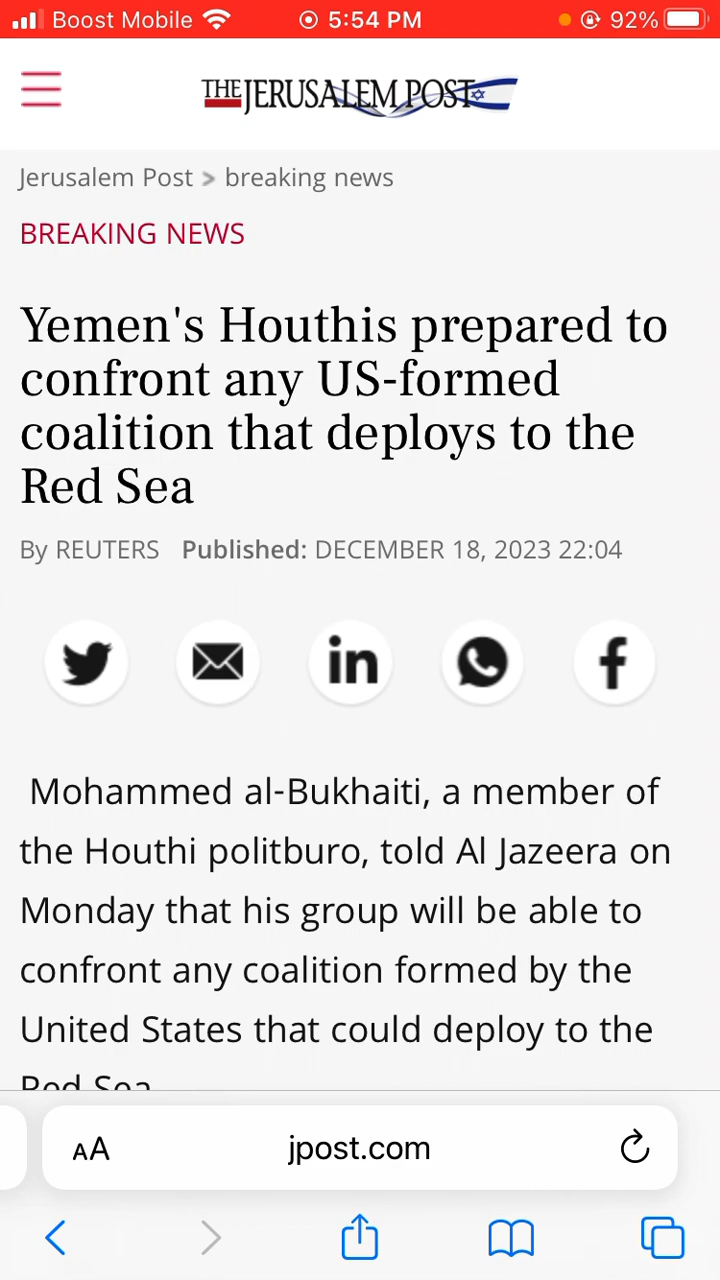 Boost Mobile 5:54 PM 92%
THE JERUSALEM POST
Jerusalem Post > breaking news
BREAKING NEWS
Yemen's Houthis prepared to
confront any US-formed
coalition that deploys to the
Red Sea
By REUTERS Published: DECEMBER 18, 2023 22:04
in
f
Mohammed al-Bukhaiti, a member of
the Houthi politburo, told Al Jazeera on
Monday that his group will be able to
confront any coalition formed by the
United States that could deploy to the
Red Sea
AA jpost.com